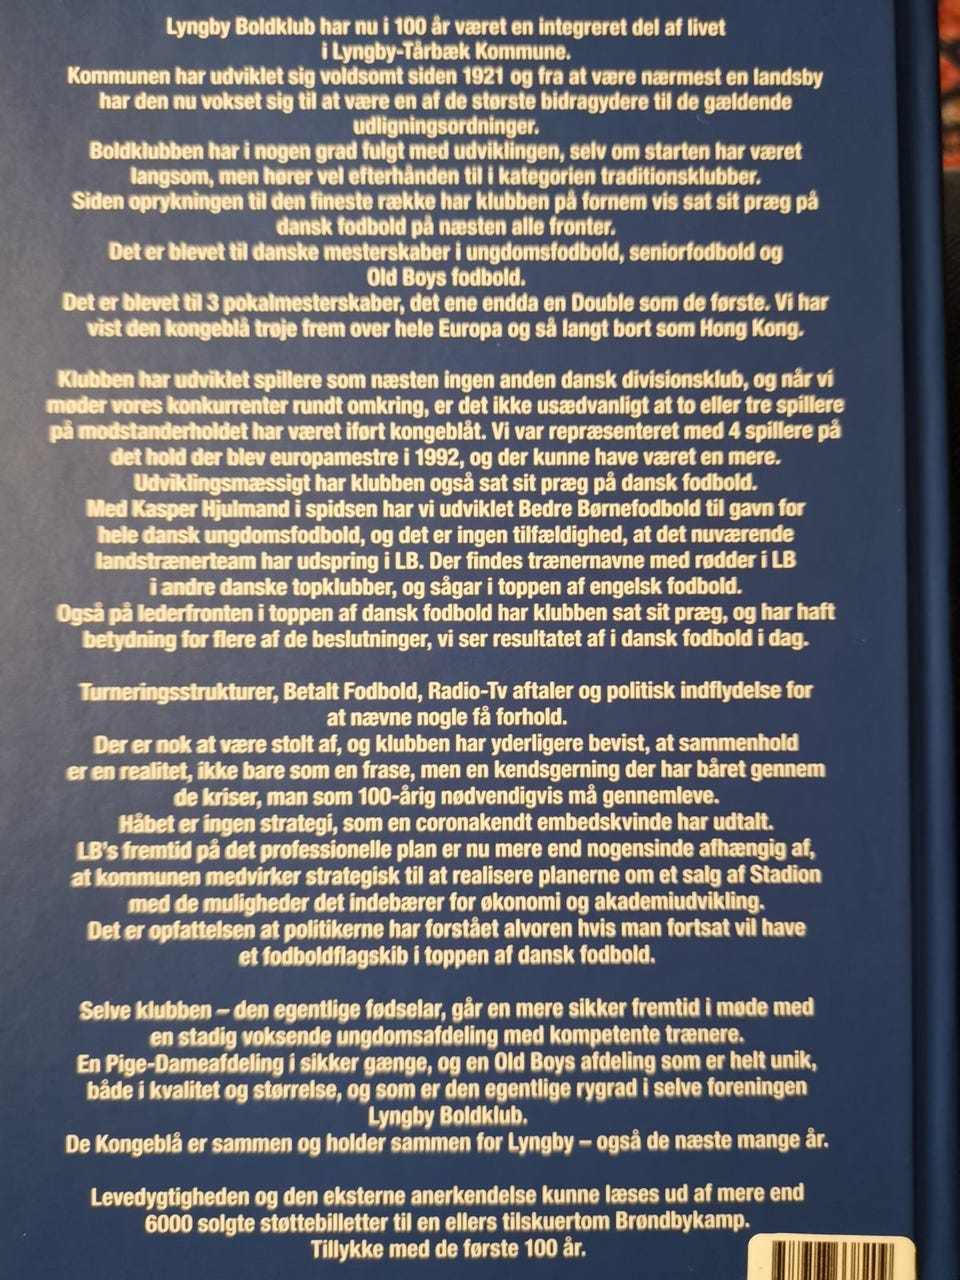 Lyngby Boldklub har nu i 100 år været en integreret del af livet
i Lyngby-Tårbæk Kommune.
Kommunen har udviklet sig voldsomt siden 1921 og fra at være nærmest en landsby
har den nu vokset sig til at være en af de største bidragydere til de gældende
udligningsordninger.
Boldklubben har i nogen grad fulgt med udviklingen, selv om starten har været
langsom, men hører vel efterhånden til i kategorien traditionsklubber.
Siden oprykningen til den fineste række har klubben på fornem vis sat sit præg på
dansk fodbold på næsten alle fronter.
Det er blevet til danske mesterskaber i ungdomsfodbold, seniorfodbold og
Old Boys fodbold.
Det er blevet til 3 pokalmesterskaber, det ene endda en Double som de første. Vi har
vist den kongeblå trøje frem over hele Europa og så langt bort som Hong Kong.
Klubben har udviklet spillere som næsten ingen anden dansk divisionsklub, og når vi
møder vores konkurrenter rundt omkring, er det ikke usædvanligt at to eller tre spillere
på modstanderholdet har været iført kongeblåt. Vi var repræsenteret med 4 spillere på
det hold der blev europamestre i 1992, og der kunne have været en mere.
Udviklingsmæssigt har klubben også sat sit præg på dansk fodbold.
Med Kasper Hjulmand i spidsen har vi udviklet Bedre Børnefodbold til gavn for
hele dansk ungdomsfodbold, og det er ingen tilfældighed, at det nuværende
landstrænerteam har udspring i LB. Der findes trænernavne med rødder i LB
i andre danske topklubber, og sågar i toppen af engelsk fodbold.
Også på lederfronten i toppen af dansk fodbold har klubben sat sit præg, og har haft
betydning for flere af de beslutninger, vi ser resultatet af i dansk fodbold i dag.
Turneringsstrukturer, Betalt Fodbold, Radio-Tv aftaler og politisk indflydelse for
at nævne nogle få forhold.
Der er nok at være stolt af, og klubben har yderligere bevist, at sammenhold
er en realitet, ikke bare som en frase, men en kendsgerning der har båret gennem
de kriser, man som 100-årig nødvendigvis må gennemleve.
Håbet er ingen strategi, som en coronakendt embedskvinde har udtalt.
LB's fremtid på det professionelle plan er nu mere end nogensinde afhængig af,
at kommunen medvirker strategisk til at realisere planerne om et salg af Stadion
med de muligheder det indebærer for økonomi og akademiudvikling.
Det er opfattelsen at politikerne har forstået alvoren hvis man fortsat vil have
et fodboldflagskib i toppen af dansk fodbold.
Selve klubben – den egentlige fødselar, går en mere sikker fremtid i møde med
en stadig voksende ungdomsafdeling med kompetente trænere.
En Pige-Dameafdeling i sikker gænge, og en Old Boys afdeling som er helt unik,
både i kvalitet og størrelse, og som er den egentlige rygrad i selve foreningen
Lyngby Boldklub.
De Kongeblå er sammen og holder sammen for Lyngby – også de næste mange år.
Levedygtigheden og den eksterne anerkendelse kunne læses ud af mere end
6000 solgte støttebilletter til en ellers tilskuertom Brøndbykamp.
Tillykke med de første 100 år.